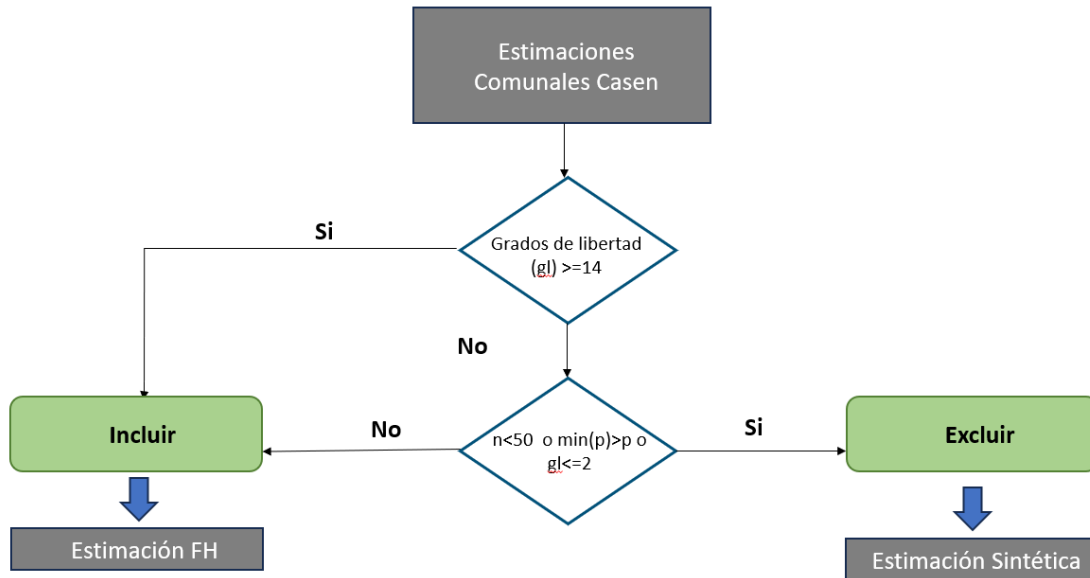 Estimaciones
Comunales Casen
Si
Grados de libertad
(gl) >=14
No
Incluir
No
n<50 o min(p)>p o
gl<=2
Si
Excluir
Estimación FH
Estimación Sintética